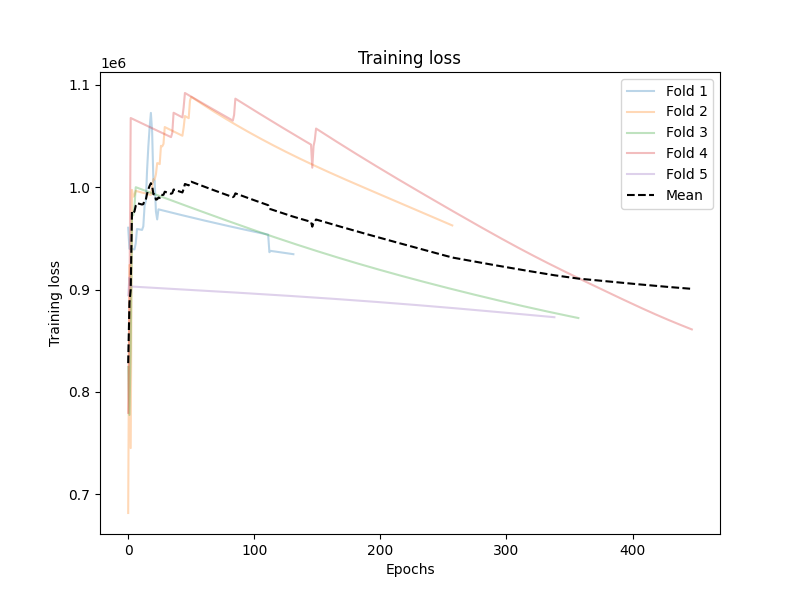 Training loss
1e6
1.1
1.0
0.9
0.8
0.7
Training loss
0
100
200
300
400
Epochs
Fold 1
Fold 2
Fold 3
Fold 4
Fold 5
Mean